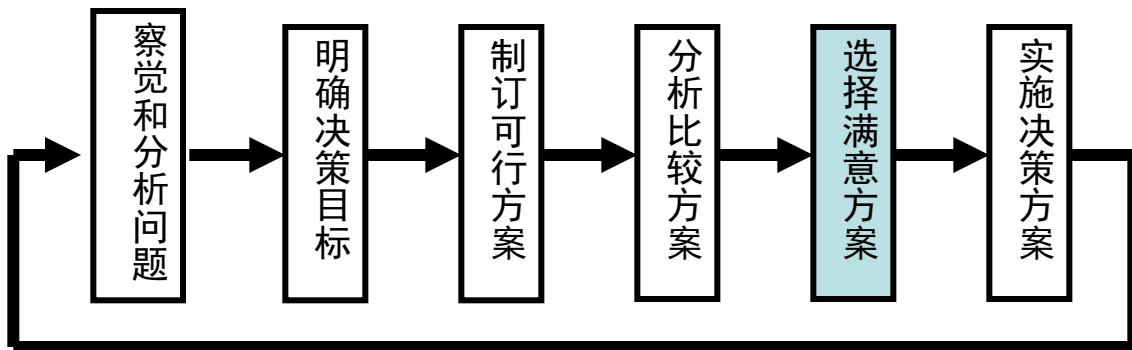 察觉和分析问题
明确决策目标
制订可行方案
分析比较方案
选择满意方案
实施决策方案